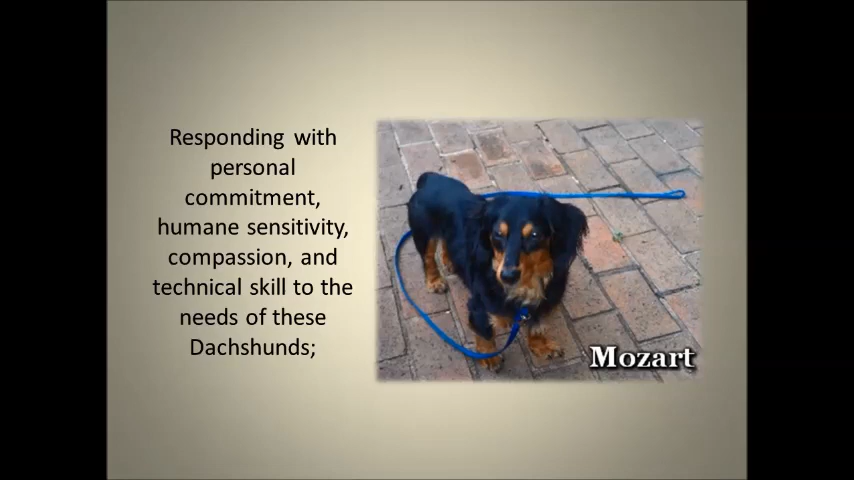 Responding with
personal
commitment,
humane sensitivity,
compassion, and
technical skill to the
needs of these
Dachshunds;
Mozart